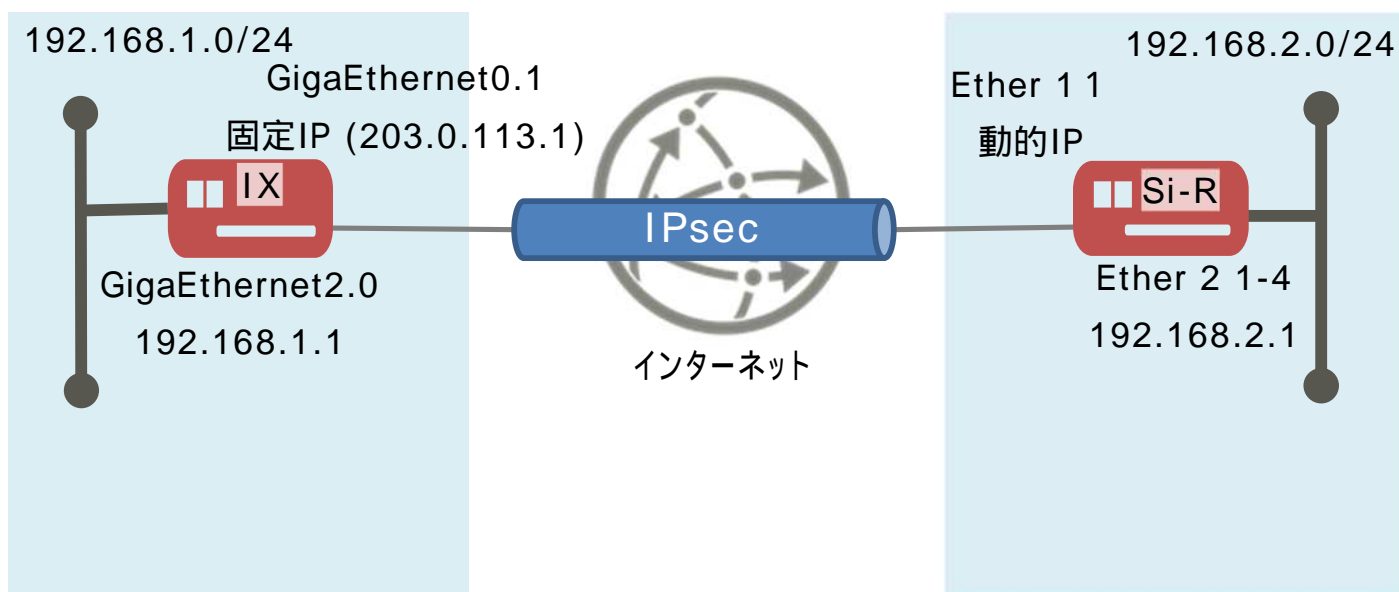 192.168.1.0/24
GigaEthernet0.1
固定IP (203.0.113.1)
IX
GigaEthernet2.0
192.168.1.1
IPsec
インターネット
192.168.2.0/24
Ether 1 1
動的IP
Si-R
Ether 2 1-4
192.168.2.1